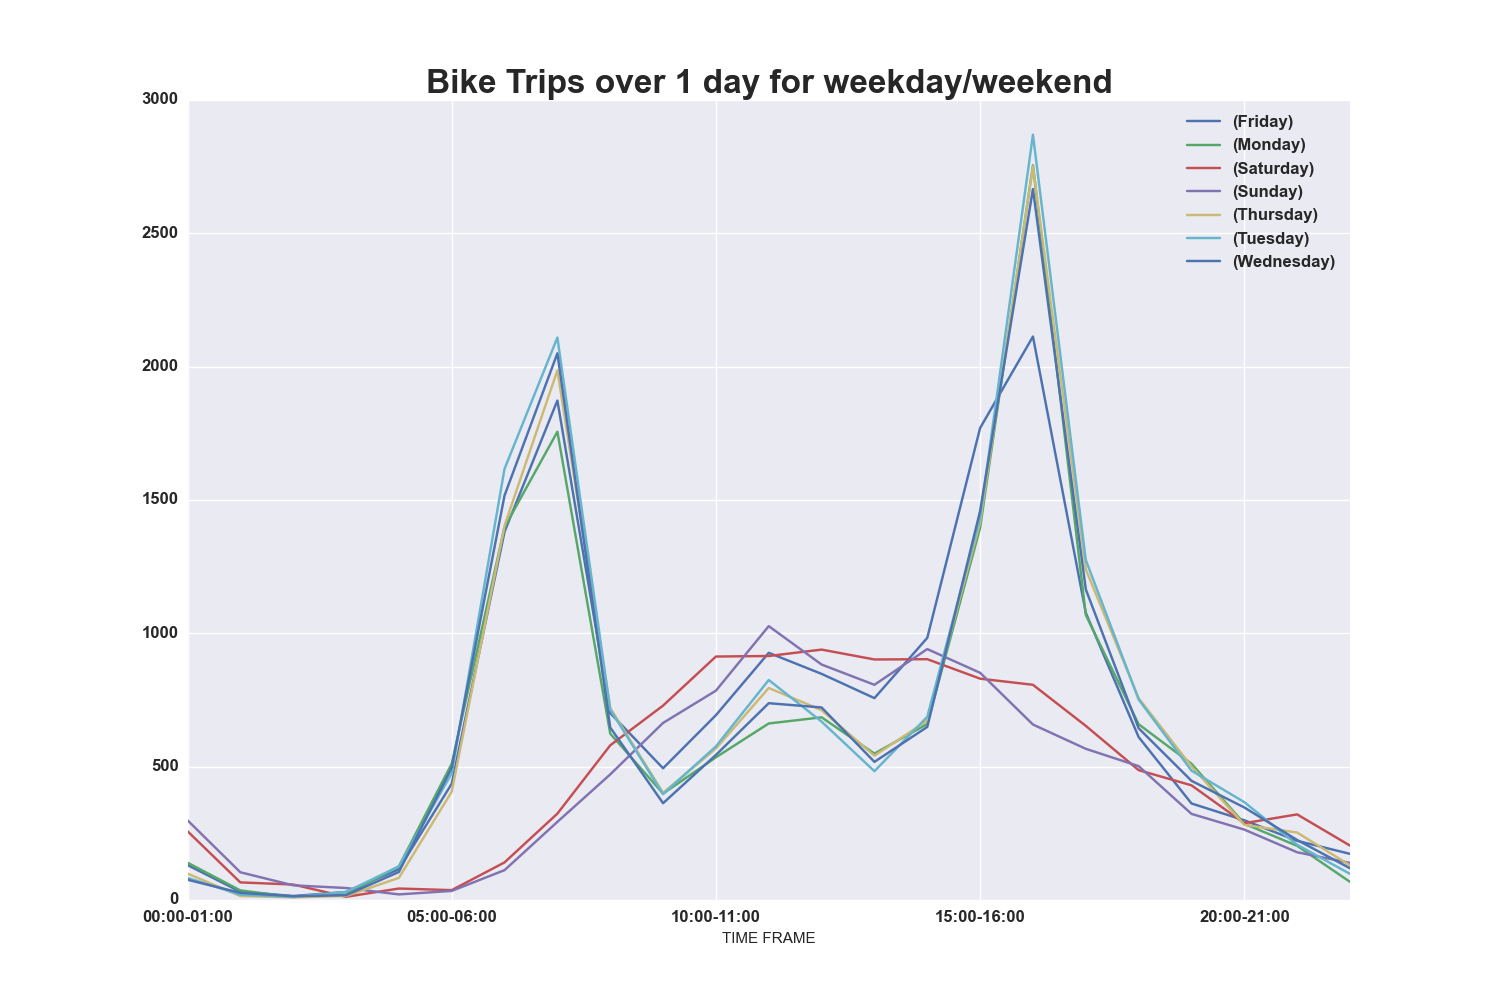 Bike Trips over 1 day for weekday/weekend
3000
2500
2000
1500
1000
500
0
(Friday)
(Monday)
(Saturday)
(Sunday)
(Thursday)
(Tuesday)
(Wednesday)
00:00-01:00 05:00-06:00 10:00-11:00 15:00-16:00 20:00-21:00
TIME FRAME